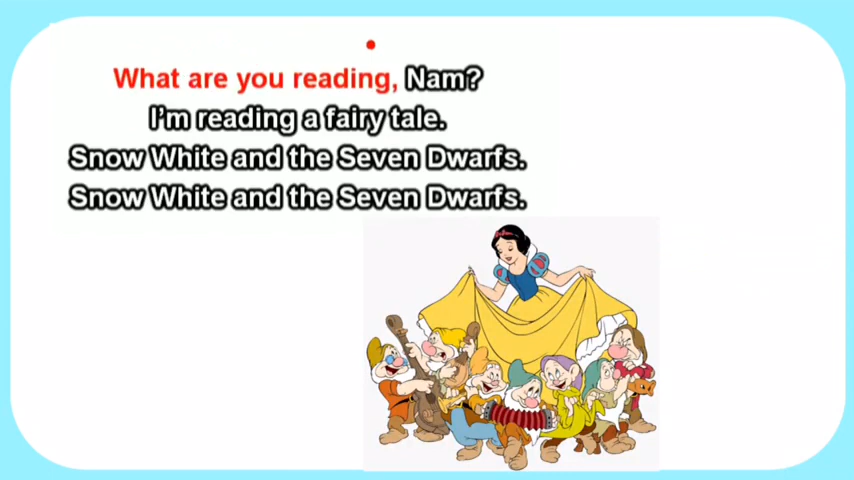 What are you reading, Nam?
I'm reading a fairy tale.
Snow White and the Seven Dwarfs.
Snow White and the Seven Dwarfs.